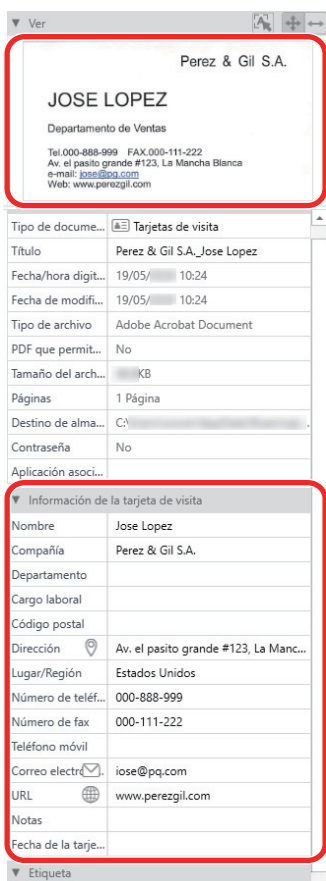 Ver
Perez & Gil S.A.
JOSE LOPEZ
Departamento de Ventas
Tel.000-888-999 FAX.000-111-222
Av. el pasito grande #123, La Mancha Blanca
e-mail: jose@pq.com
Web: www.perezgil.com
Tipo de docume... Tarjetas de visita
Título Perez & Gil S.A._Jose Lopez
Fecha/hora digit... 19/05/ 10:24
Fecha de modifi... 19/05/ 10:24
Tipo de archivo Adobe Acrobat Document
PDF que permit... No
Tamaño del arch... KB
Páginas 1 Página
Destino de alma... C:\
Contraseña No
Aplicación asoci...
Información de la tarjeta de visita
Nombre Jose Lopez
Compañía Perez & Gil S.A.
Departamento
Cargo laboral
Código postal
Dirección Av. el pasito grande #123, La Manc...
Lugar/Región Estados Unidos
Número de teléf... 000-888-999
Número de fax 000-111-222
Teléfono móvil
Correo electró... iose@pq.com
URL www.perezgil.com
Notas
Fecha de la tarje...
Etiqueta